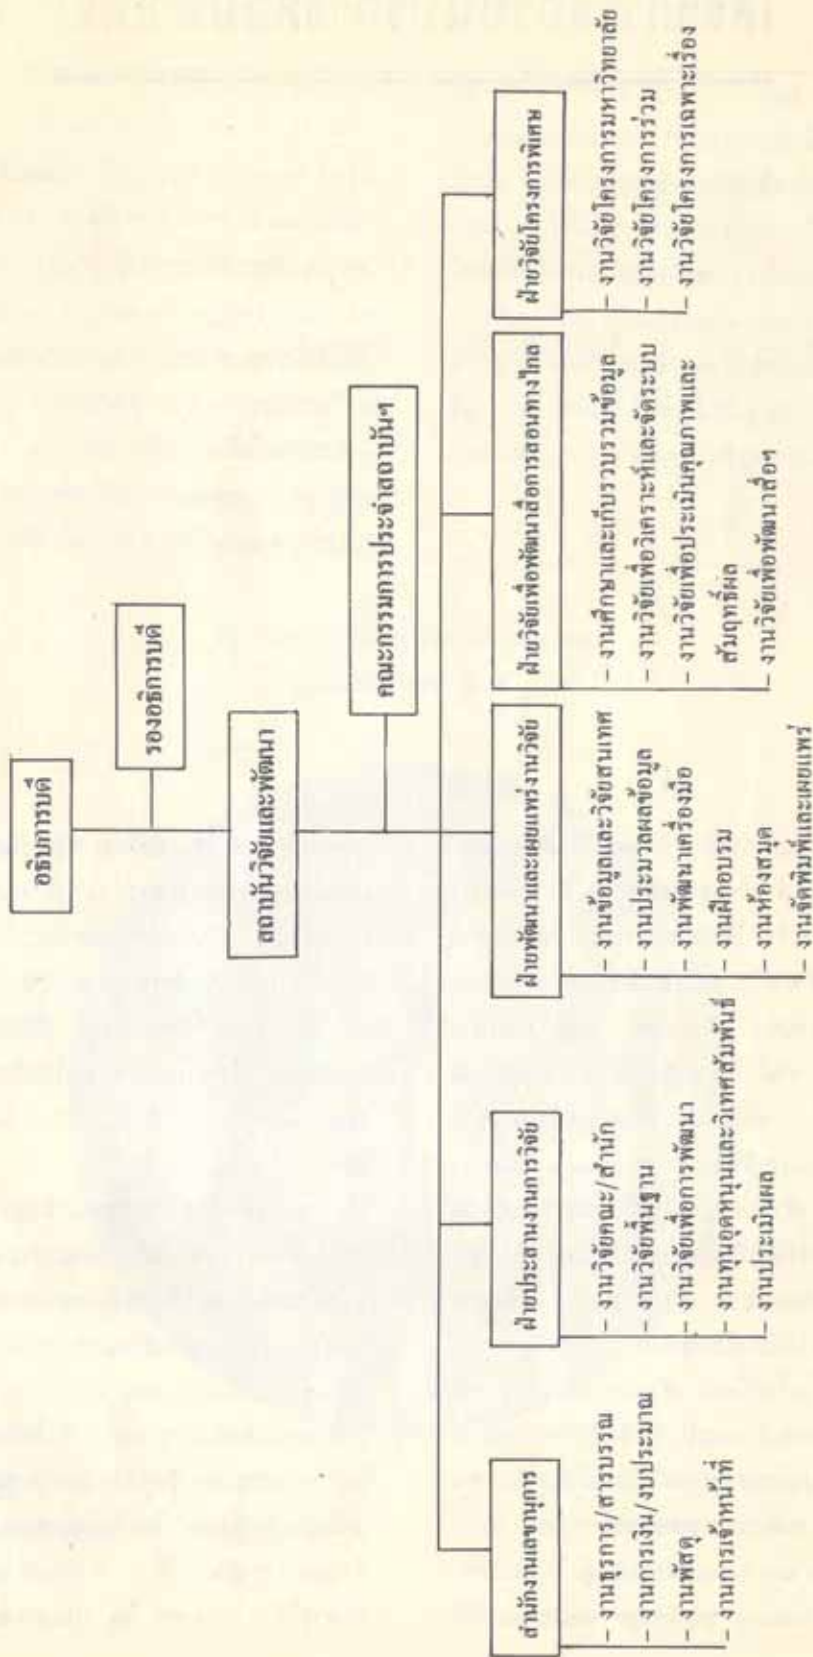 อธิบการบดี
รองอธิการบดี
สถาบันวิจัยและพัฒนา
คณะกรรมการประจำสถาบันฯ
สำนักงานเลขานุการ
- งานธุรการ/สารบรรณ
- งานการเงิน/งบประมาณ
- งานพัสดุ
- งานการเจ้าหน้าที่
ฝ่ายประสานงานการวิจัย
- งานวิจัยคณะ/สำนัก
- งานวิจัยพื้นฐาน
- งานวิจัยเพื่อการพัฒนา
- งานทุนอุดหนุนและวิเทศสัมพันธ์
- งานประเมินผล
ฝ่ายพัฒนาและเผยแพร่งานวิจัย
- งานข้อมูลและวิจัยสนเทศ
- งานประมวลผลข้อมูล
- งานพัฒนาเครื่องมือ
- งานฝึกอบรม
- งานห้องสมุด
- งานจัดพิมพ์และเผยแพร่
ฝ่ายวิจัยเพื่อพัฒนาสื่อการสอนทางไกล
- งานศึกษาและเก็บรวบรวมข้อมูล
- งานวิจัยเพื่อวิเคราะห์และจัดระบบ
- งานวิจัยเพื่อประเมินคุณภาพและ
สัมฤทธิ์ผล
- งานวิจัยเพื่อพัฒนาสื่อฯ
ฝ่ายวิจัยโครงการพิเศษ
- งานวิจัยโครงการมหาวิทยาลัย
- งานวิจัยโครงการร่วม
- งานวิจัยโครงการเฉพาะเรื่อง